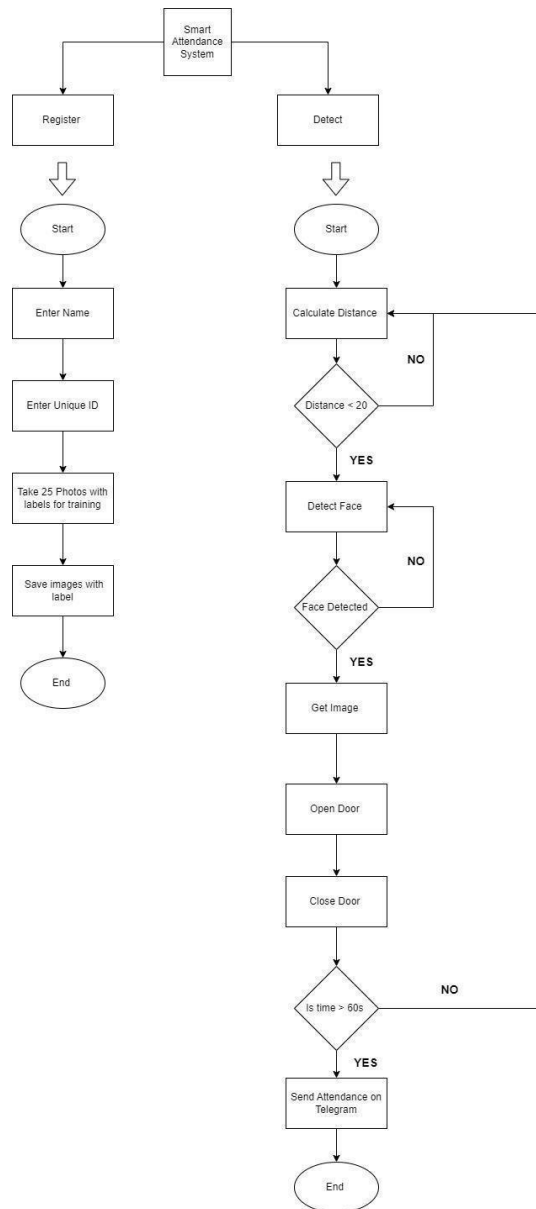 Smart
Attendance
System
Register
Detect
Start
Start
Enter Name
Calculate Distance
NO
Enter Unique ID
Distance < 20
YES
Take 25 Photos with
labels for training
Detect Face
NO
Save images with
label
Face Detected
YES
End
Get Image
Open Door
Close Door
Is time > 60s
NO
YES
Send Attendance on
Telegram
End